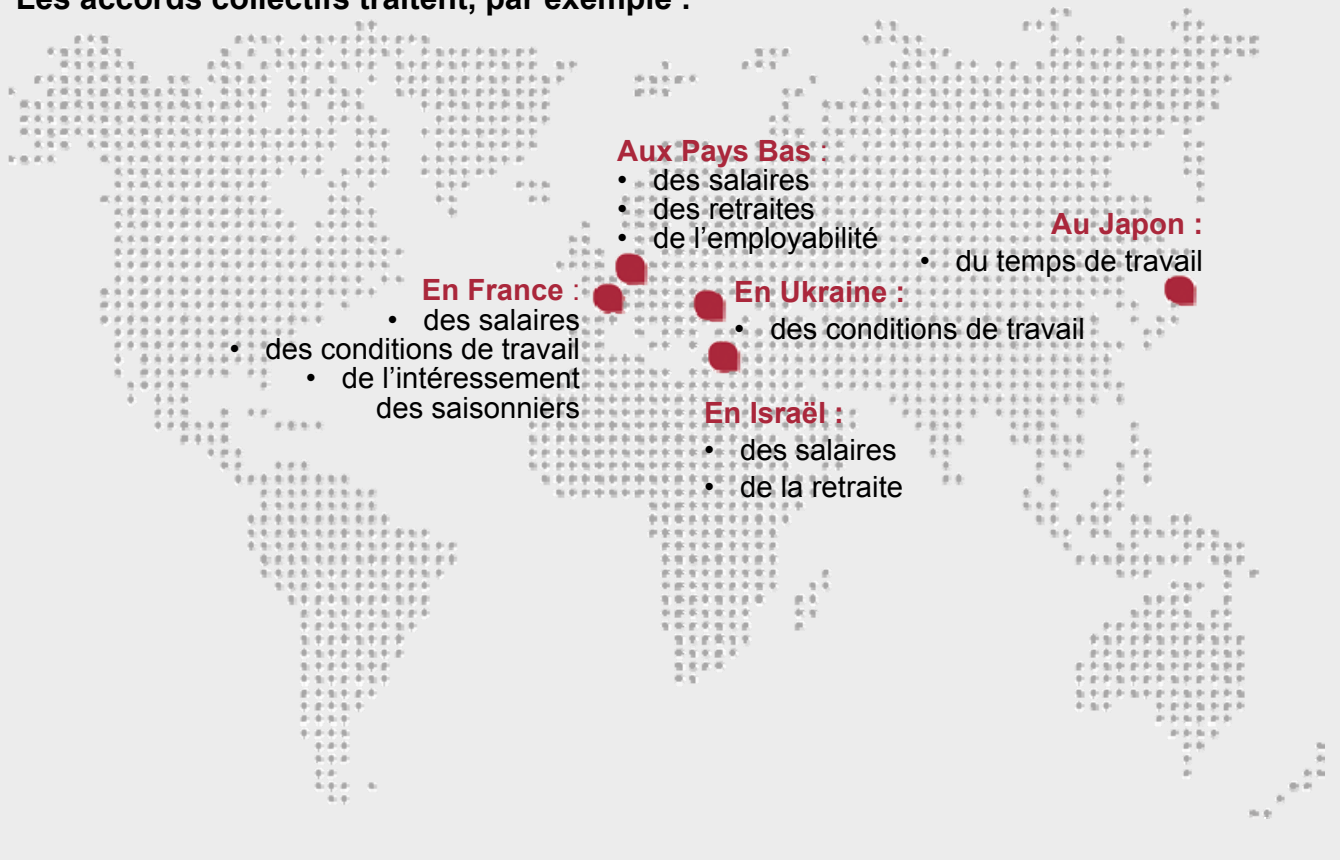 Les accords collectifs traitent, par exemple :
Aux Pays Bas :
• des salaires
• des retraites
• de l’employabilité
Au Japon :
• du temps de travail
En France :
• des salaires
• des conditions de travail
• de l’intéressement
des saisonniers
En Ukraine :
• des conditions de travail
En Israël :
• des salaires
• de la retraite